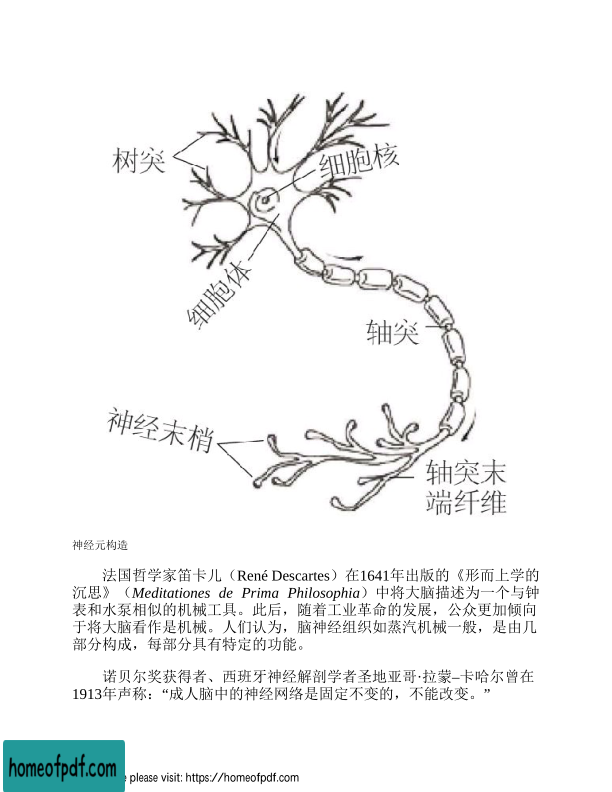 树突
细胞核
细胞体
轴突
神经末梢
轴突末
端纤维
神经元构造
法国哲学家笛卡儿（René Descartes）在1641年出版的《形而上学的
沉思》（Meditationes de Prima Philosophia）中将大脑描述为一个与钟
表和水泵相似的机械工具。此后，随着工业革命的发展，公众更加倾向
于将大脑看作是机械。人们认为，脑神经组织如蒸汽机械一般，是由几
部分构成，每部分具有特定的功能。
诺贝尔奖获得者、西班牙神经解剖学者圣地亚哥·拉蒙–卡哈尔曾在
1913年声称：“成人脑中的神经网络是固定不变的，不能改变。”
homeofpdf.com
please visit: https://homeofpdf.com